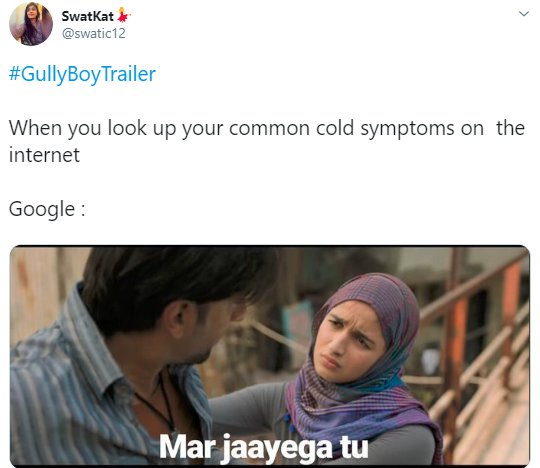 SwatKat💃
@swatic12
#GullyBoyTrailer
When you look up your common cold symptoms on the
internet
Google :
Mar jaayega tu